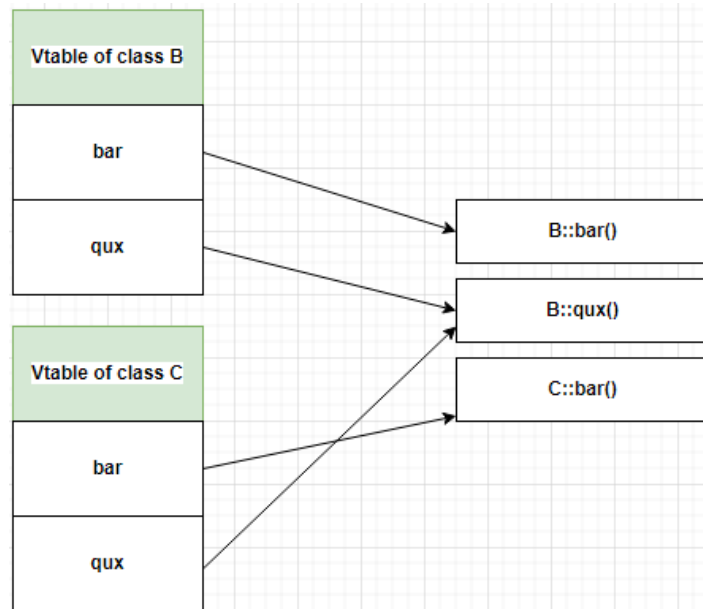 Vtable of class B
bar
qux
B::bar()
B::qux()
C::bar()
Vtable of class C
bar
qux